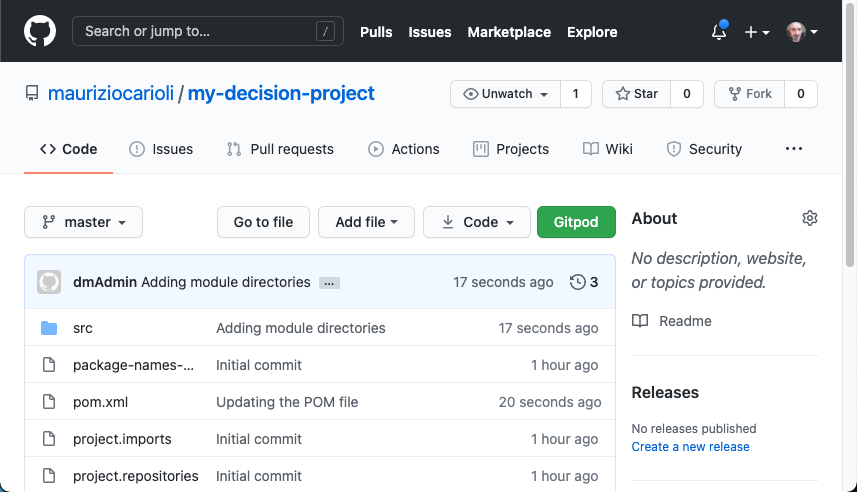 Search or jump to… /
Pulls Issues Marketplace Explore
mauriziocarioli / my-decision-project
Unwatch 1 Star 0 Fork 0
Code Issues Pull requests Actions Projects Wiki Security ···
master Go to file Add file Code Gitpod
dmAdmin Adding module directories ... 17 seconds ago 3
src Adding module directories 17 seconds ago
package-names-... Initial commit 1 hour ago
pom.xml Updating the POM file 20 seconds ago
project.imports Initial commit 1 hour ago
project.repositories Initial commit 1 hour ago
About
No description, website,
or topics provided.
Readme
Releases
No releases published
Create a new release